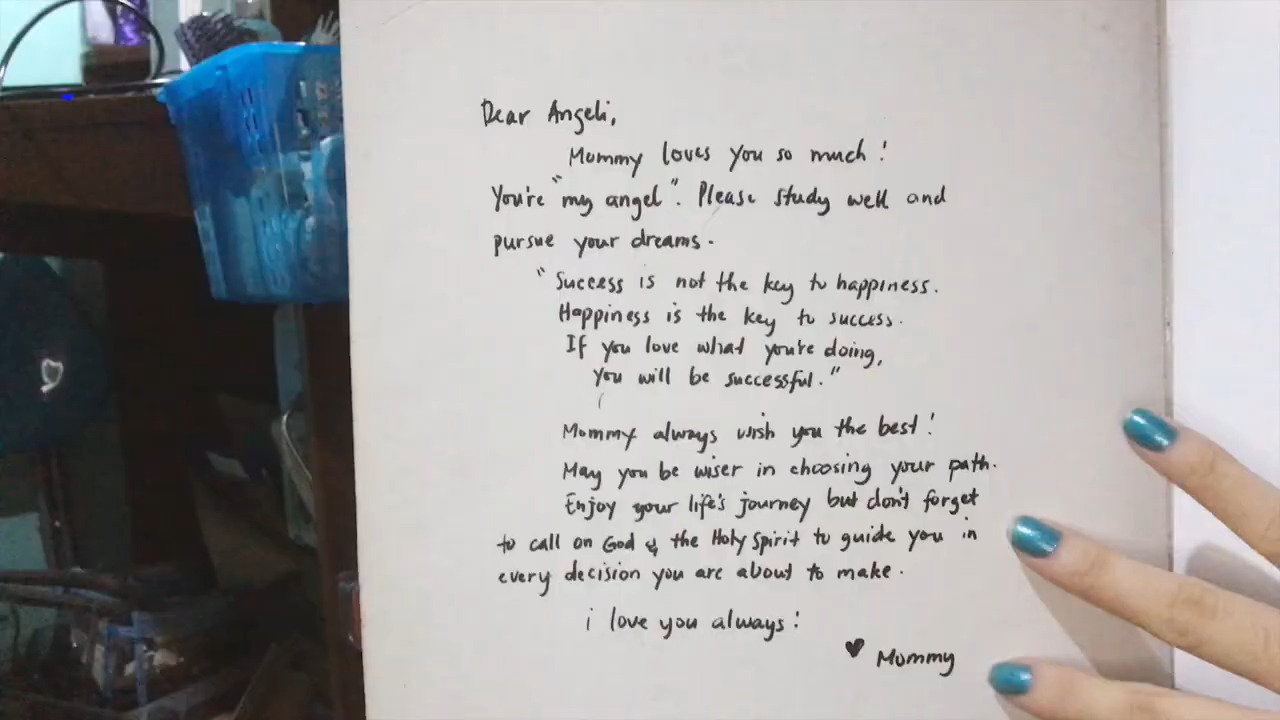 Dear Angeli,
Mommy loves you so much!
You're "my angel". Please study well and
pursue your dreams.
"Success is not the key to happiness.
Happiness is the key to success.
If you love what you're doing,
you will be successful."
Mommy always wish you the best!
May you be wiser in choosing your path.
Enjoy your life's journey but don't forget
to call on God & the Holy Spirit to guide you in
every decision you are about to make.
i love you always!
♥ Mommy